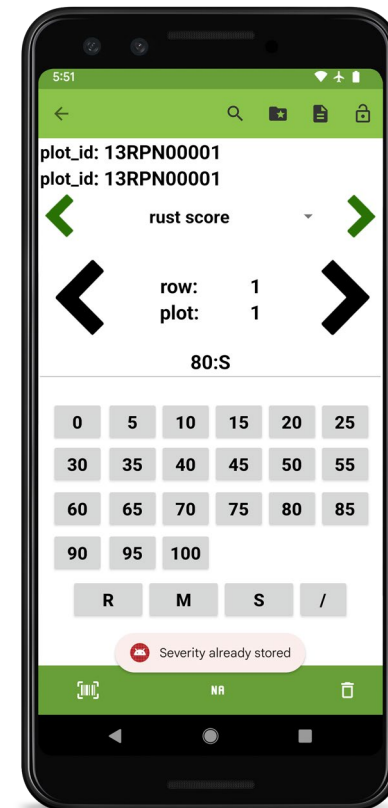 5:51
plot_id: 13RPN00001
plot_id: 13RPN00001
rust score
row: 1
plot: 1
80:S
0 5 10 15 20 25
30 35 40 45 50 55
60 65 70 75 80 85
90 95 100
R M S /
Severity already stored
NA